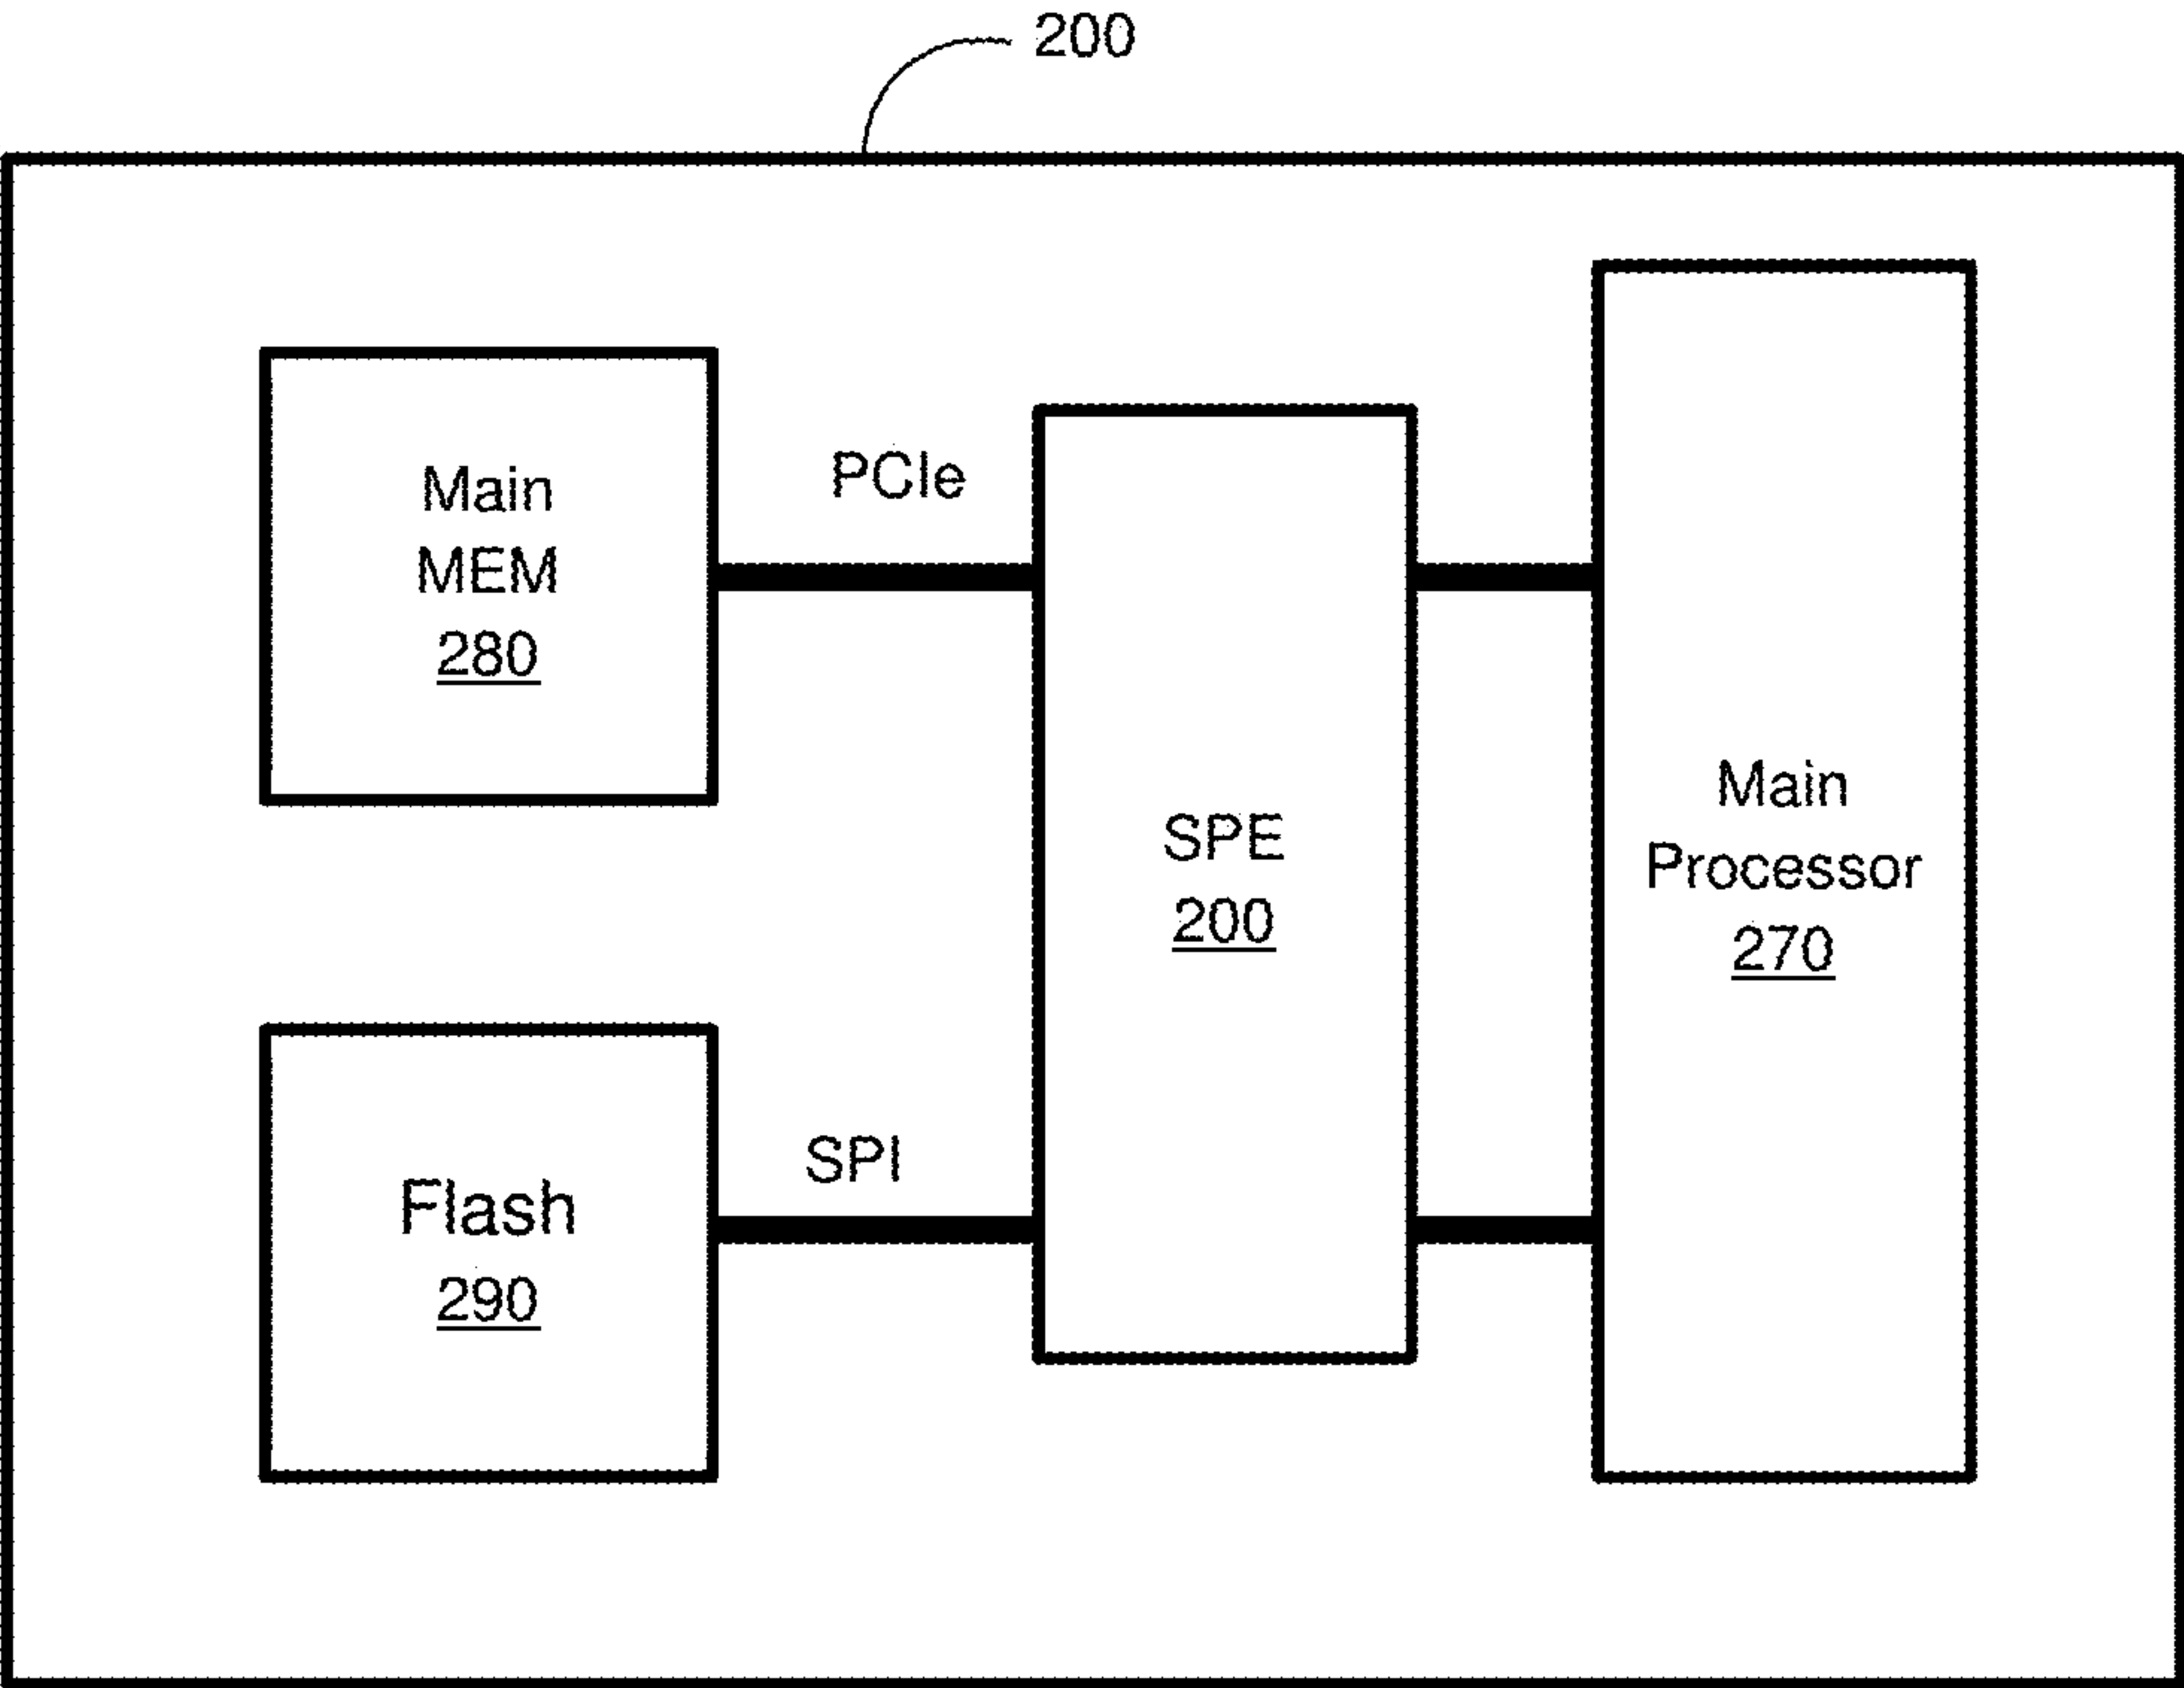 200
Main
MEM
280
PCIe
SPE
200
Main
Processor
270
Flash
290
SPI